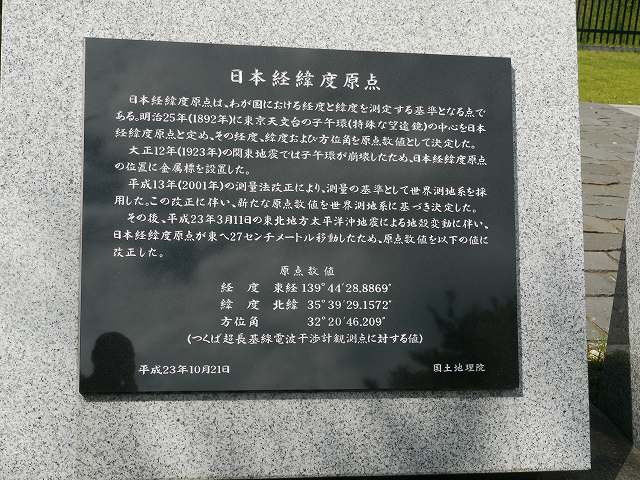 日本経緯度原点
日本経緯度原点は、わが国における経度と緯度を測定する基準となる点で
ある。明治25年(1892年)に東京天文台の子午環(特殊な望遠鏡)の中心を日本
経緯度原点と定め、その経度、緯度および方位角を原点数値として決定した。
大正12年(1923年)の関東地震では子午環が崩壊したため、日本経緯度原点
の位置に金属標を設置した。
平成13年(2001年)の測量法改正により、測量の基準として世界測地系を採
用した。この改正に伴い、新たな原点数値を世界測地系に基づき決定した。
その後、平成23年3月11日の東北地方太平洋沖地震による地殻変動に伴い、
日本経緯度原点が東へ27センチメートル移動したため、原点数値を以下の値に
改正した。
原点数値
経 度 東経 139°44′28.8869″
緯 度 北緯 35°39′29.1572″
方位角 32°20′46.209″
(つくば超長基線電波干渉計観測点に対する値)
平成23年10月21日 国土地理院